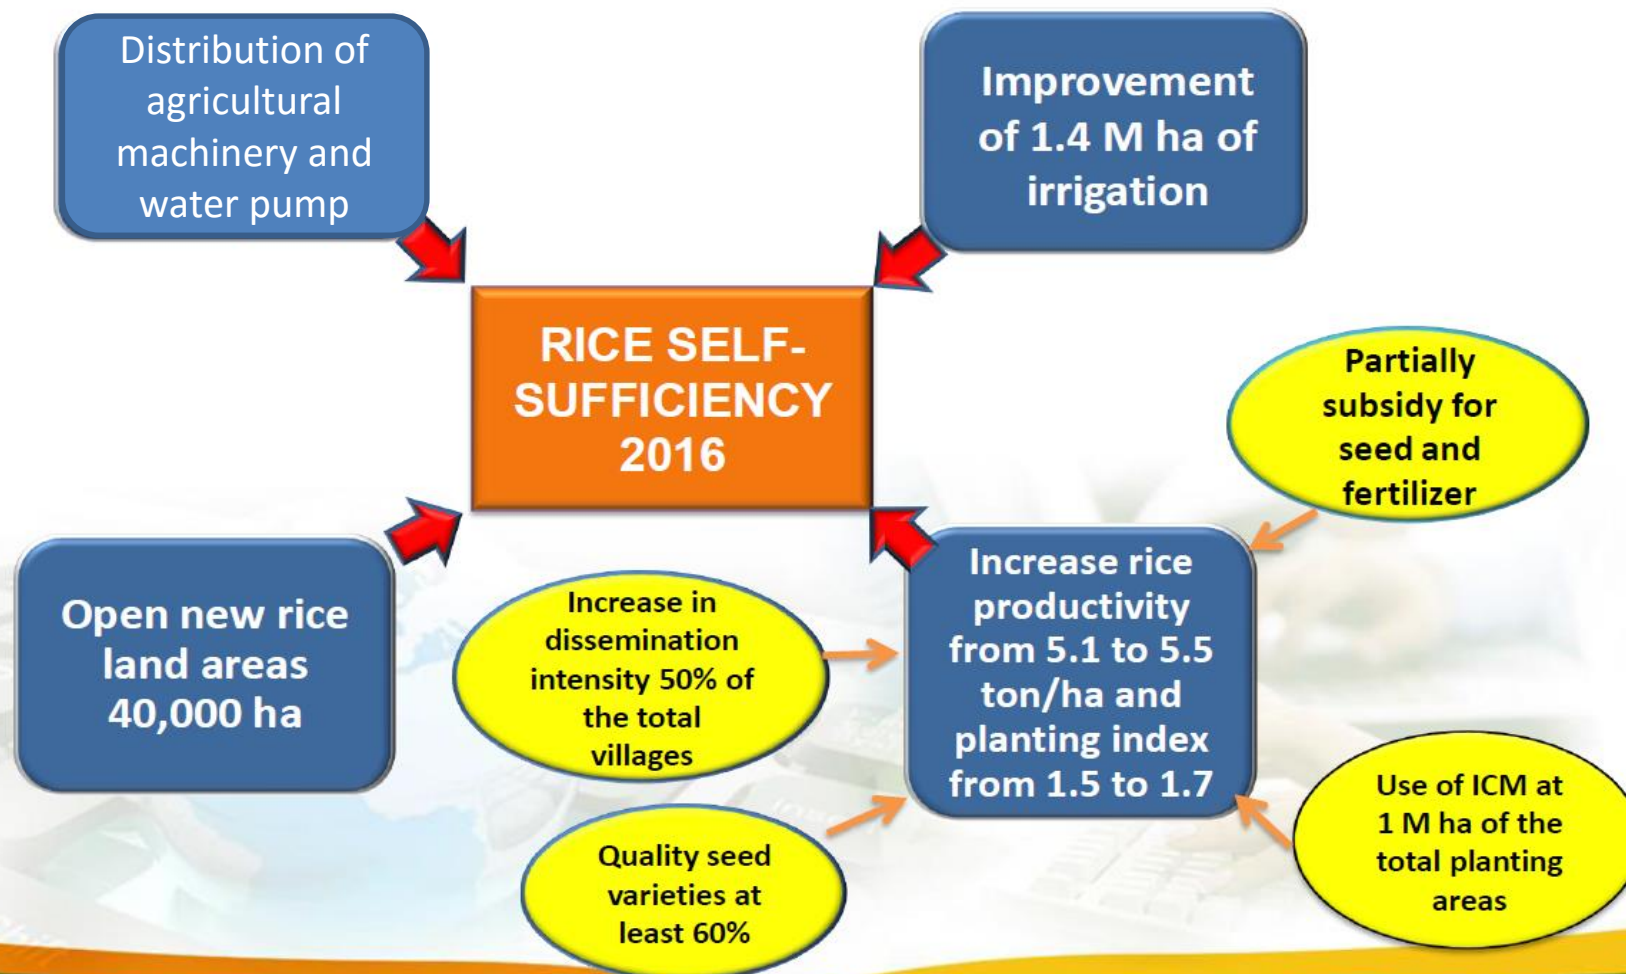 Distribution of
agricultural
machinery and
water pump
Improvement
of 1.4 M ha of
irrigation
RICE SELF-
SUFFICIENCY
2016
Partially
subsidy for
seed and
fertilizer
Open new rice
land areas
40,000 ha
Increase in
dissemination
intensity 50% of
the total
villages
Increase rice
productivity
from 5.1 to 5.5
ton/ha and
planting index
from 1.5 to 1.7
Quality seed
varieties at
least 60%
Use of ICM at
1 M ha of the
total planting
areas